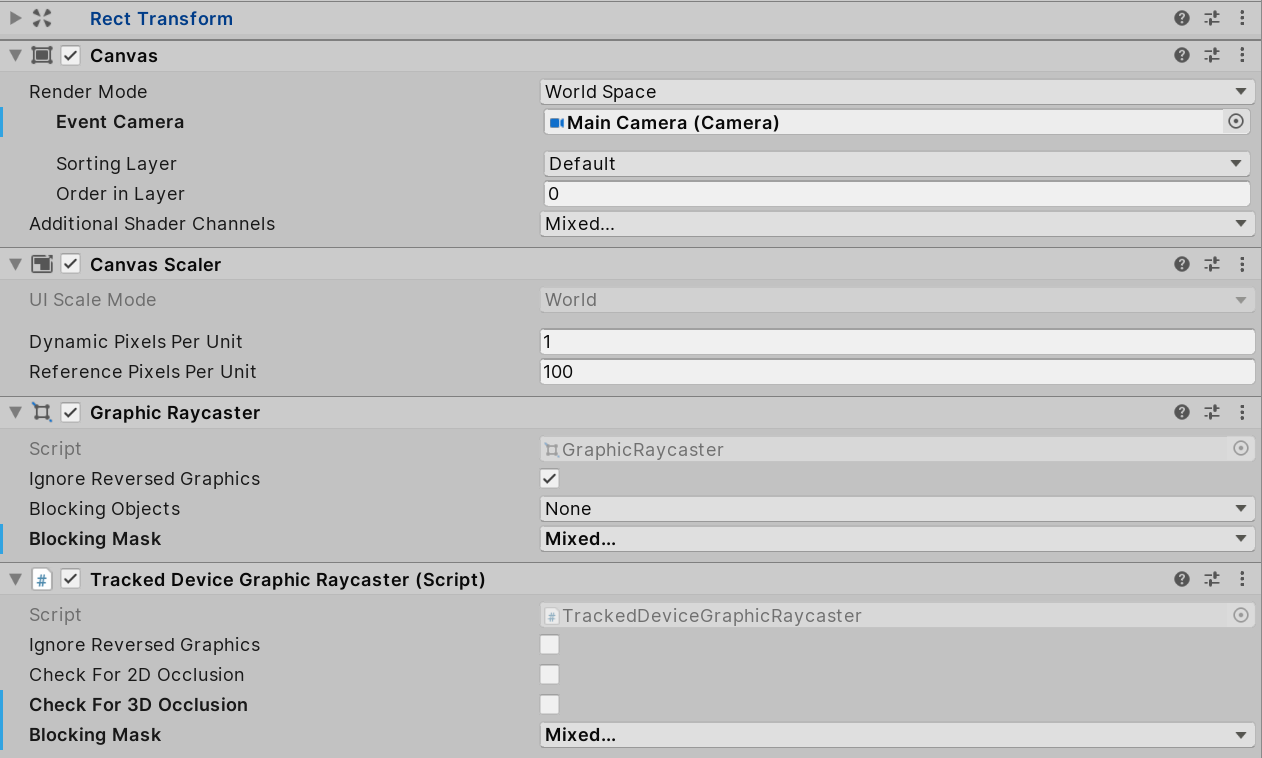 Rect Transform
Canvas
Render Mode World Space
Event Camera Main Camera (Camera)
Sorting Layer Default
Order in Layer 0
Additional Shader Channels Mixed...
Canvas Scaler
UI Scale Mode World
Dynamic Pixels Per Unit 1
Reference Pixels Per Unit 100
Graphic Raycaster
Script GraphicRaycaster
Ignore Reversed Graphics
Blocking Objects None
Blocking Mask Mixed...
# Tracked Device Graphic Raycaster (Script)
Script # TrackedDeviceGraphicRaycaster
Ignore Reversed Graphics
Check For 2D Occlusion
Check For 3D Occlusion
Blocking Mask Mixed...